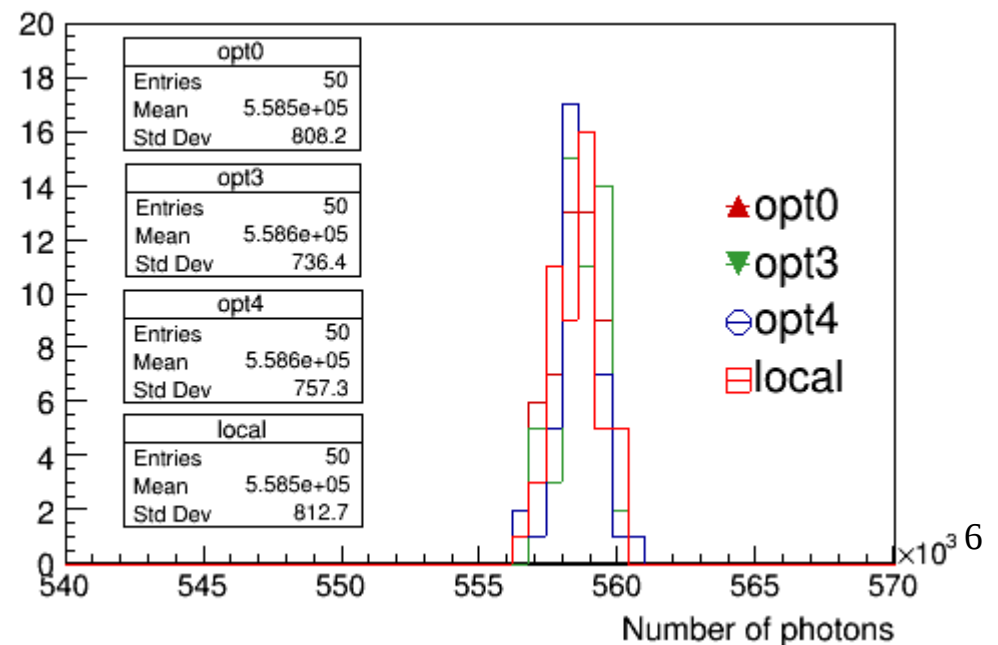 20
18
16
14
12
10
8
6
4
2
0
opt0
Entries 50
Mean 5.585e+05
Std Dev 808.2
opt3
Entries 50
Mean 5.586e+05
Std Dev 736.4
opt4
Entries 50
Mean 5.586e+05
Std Dev 757.3
local
Entries 50
Mean 5.585e+05
Std Dev 812.7
opt0
opt3
opt4
local
540 545 550 555 560 565 570
×10³ 6
Number of photons